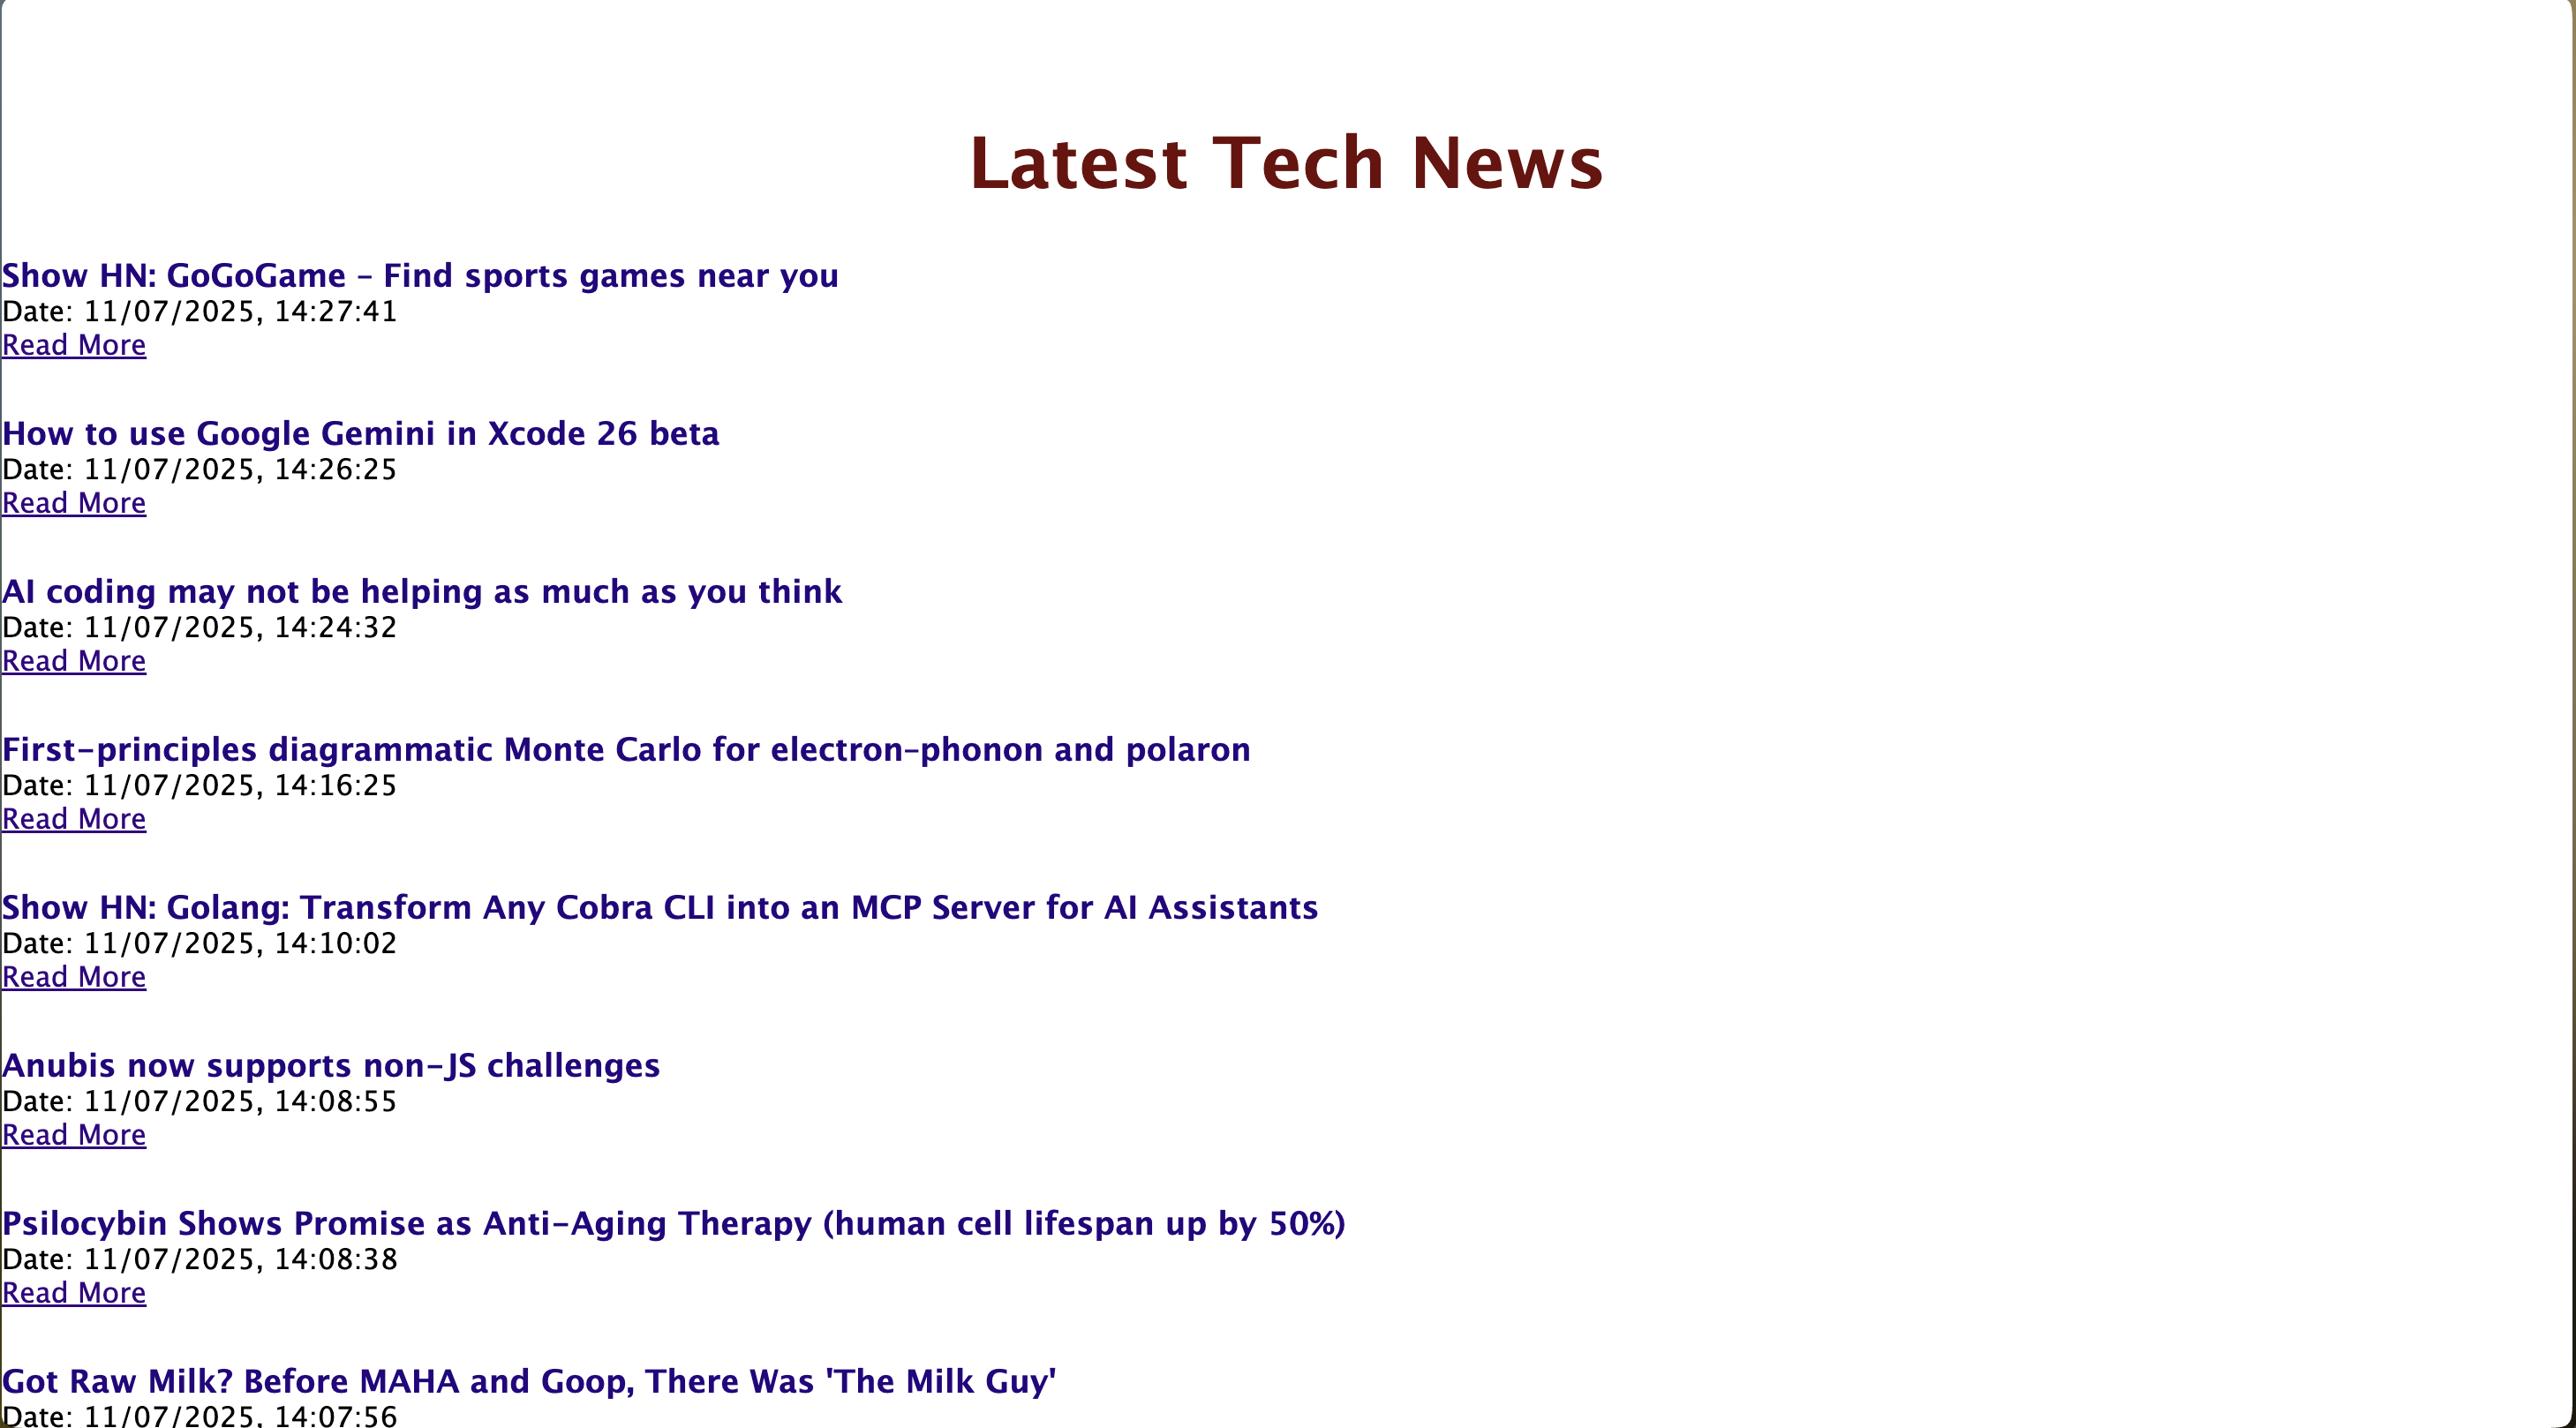 Latest Tech News
Show HN: GoGoGame – Find sports games near you
Date: 11/07/2025, 14:27:41
Read More
How to use Google Gemini in Xcode 26 beta
Date: 11/07/2025, 14:26:25
Read More
AI coding may not be helping as much as you think
Date: 11/07/2025, 14:24:32
Read More
First-principles diagrammatic Monte Carlo for electron–phonon and polaron
Date: 11/07/2025, 14:16:25
Read More
Show HN: Golang: Transform Any Cobra CLI into an MCP Server for AI Assistants
Date: 11/07/2025, 14:10:02
Read More
Anubis now supports non-JS challenges
Date: 11/07/2025, 14:08:55
Read More
Psilocybin Shows Promise as Anti-Aging Therapy (human cell lifespan up by 50%)
Date: 11/07/2025, 14:08:38
Read More
Got Raw Milk? Before MAHA and Goop, There Was 'The Milk Guy'
Date: 11/07/2025, 14:07:56